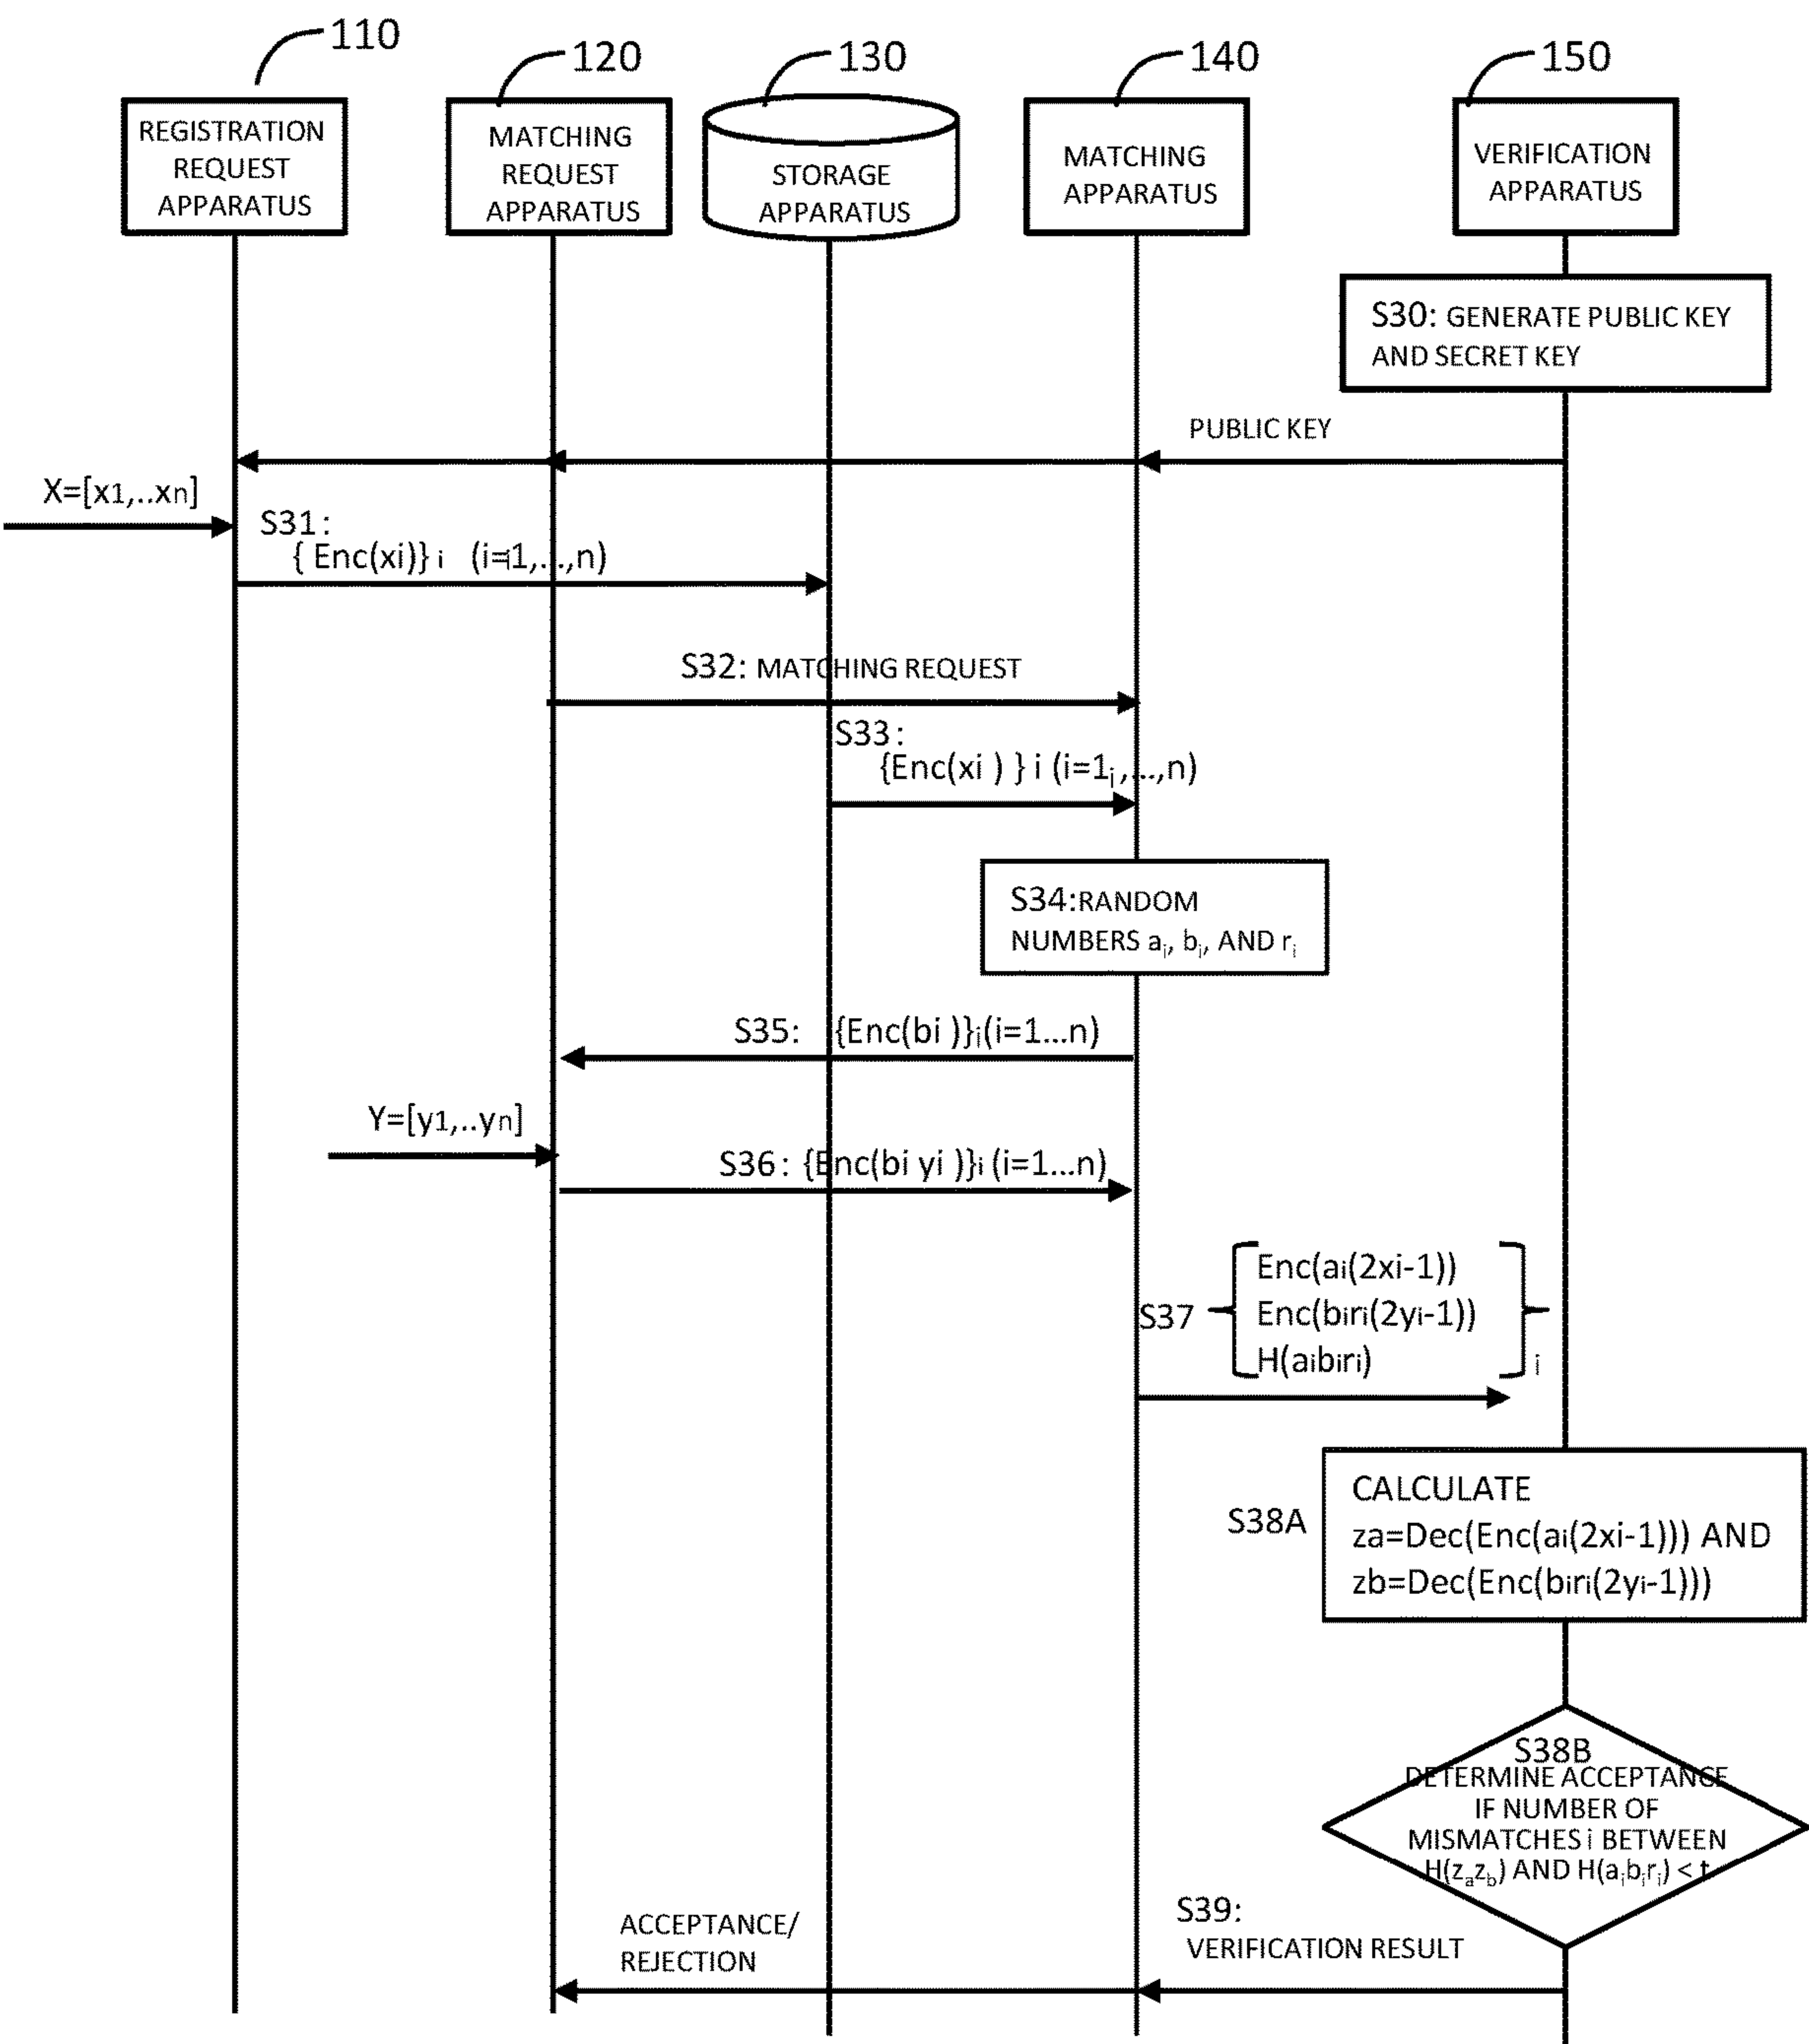 110
120
130
140
150
REGISTRATION
REQUEST
APPARATUS
MATCHING
REQUEST
APPARATUS
STORAGE
APPARATUS
MATCHING
APPARATUS
VERIFICATION
APPARATUS
S30: GENERATE PUBLIC KEY
AND SECRET KEY
PUBLIC KEY
X=[x1,..xn]
S31:
{ Enc(xi)} i (i=i1,...,n)
S32: MATCHING REQUEST
S33:
{Enc(xi ) } i (i=1i,...,n)
S34:RANDOM
NUMBERS ai, bi, AND ri
S35: {Enc(bi )}i(i=1...n)
Y=[y1,..yn]
S36: {Enc(bi yi )}i (i=1...n)
S37
Enc(ai(2xi-1))
Enc(biri(2yi-1))
H(aibiri)
i
S38A
CALCULATE
za=Dec(Enc(ai(2xi-1))) AND
zb=Dec(Enc(biri(2yi-1)))
S38B
DETERMINE ACCEPTANCE
IF NUMBER OF
MISMATCHES i BETWEEN
H(zazb) AND H(aibiri) < t
S39:
VERIFICATION RESULT
ACCEPTANCE/
REJECTION